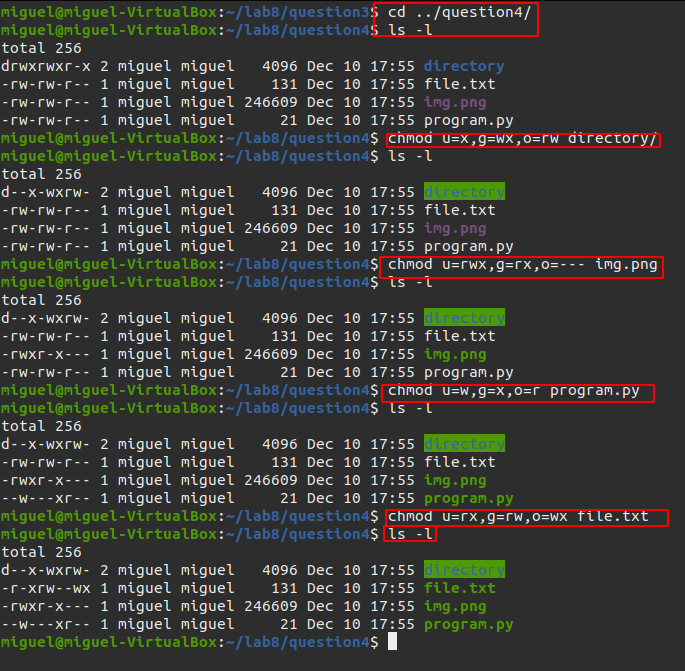 miguel@miguel-VirtualBox:~/lab8/question3$ cd ../question4/
miguel@miguel-VirtualBox:~/lab8/question4$ ls -l
total 256
drwxrwxr-x 2 miguel miguel   4096 Dec 10 17:55 directory
-rw-rw-r-- 1 miguel miguel    131 Dec 10 17:55 file.txt
-rw-rw-r-- 1 miguel miguel 246609 Dec 10 17:55 img.png
-rw-rw-r-- 1 miguel miguel     21 Dec 10 17:55 program.py
miguel@miguel-VirtualBox:~/lab8/question4$ chmod u=x,g=wx,o=rw directory/
miguel@miguel-VirtualBox:~/lab8/question4$ ls -l
total 256
d--x-wxrw- 2 miguel miguel   4096 Dec 10 17:55 directory
-rw-rw-r-- 1 miguel miguel    131 Dec 10 17:55 file.txt
-rw-rw-r-- 1 miguel miguel 246609 Dec 10 17:55 img.png
-rw-rw-r-- 1 miguel miguel     21 Dec 10 17:55 program.py
miguel@miguel-VirtualBox:~/lab8/question4$ chmod u=rwx,g=rx,o=--- img.png
miguel@miguel-VirtualBox:~/lab8/question4$ ls -l
total 256
d--x-wxrw- 2 miguel miguel   4096 Dec 10 17:55 directory
-rw-rw-r-- 1 miguel miguel    131 Dec 10 17:55 file.txt
-rwxr-x--- 1 miguel miguel 246609 Dec 10 17:55 img.png
-rw-rw-r-- 1 miguel miguel     21 Dec 10 17:55 program.py
miguel@miguel-VirtualBox:~/lab8/question4$ chmod u=w,g=x,o=r program.py
miguel@miguel-VirtualBox:~/lab8/question4$ ls -l
total 256
d--x-wxrw- 2 miguel miguel   4096 Dec 10 17:55 directory
-rw-rw-r-- 1 miguel miguel    131 Dec 10 17:55 file.txt
-rwxr-x--- 1 miguel miguel 246609 Dec 10 17:55 img.png
--w---xr-- 1 miguel miguel     21 Dec 10 17:55 program.py
miguel@miguel-VirtualBox:~/lab8/question4$ chmod u=rx,g=rw,o=wx file.txt
miguel@miguel-VirtualBox:~/lab8/question4$ ls -l
total 256
d--x-wxrw- 2 miguel miguel   4096 Dec 10 17:55 directory
-r-xrw--wx 1 miguel miguel    131 Dec 10 17:55 file.txt
-rwxr-x--- 1 miguel miguel 246609 Dec 10 17:55 img.png
--w---xr-- 1 miguel miguel     21 Dec 10 17:55 program.py
miguel@miguel-VirtualBox:~/lab8/question4$